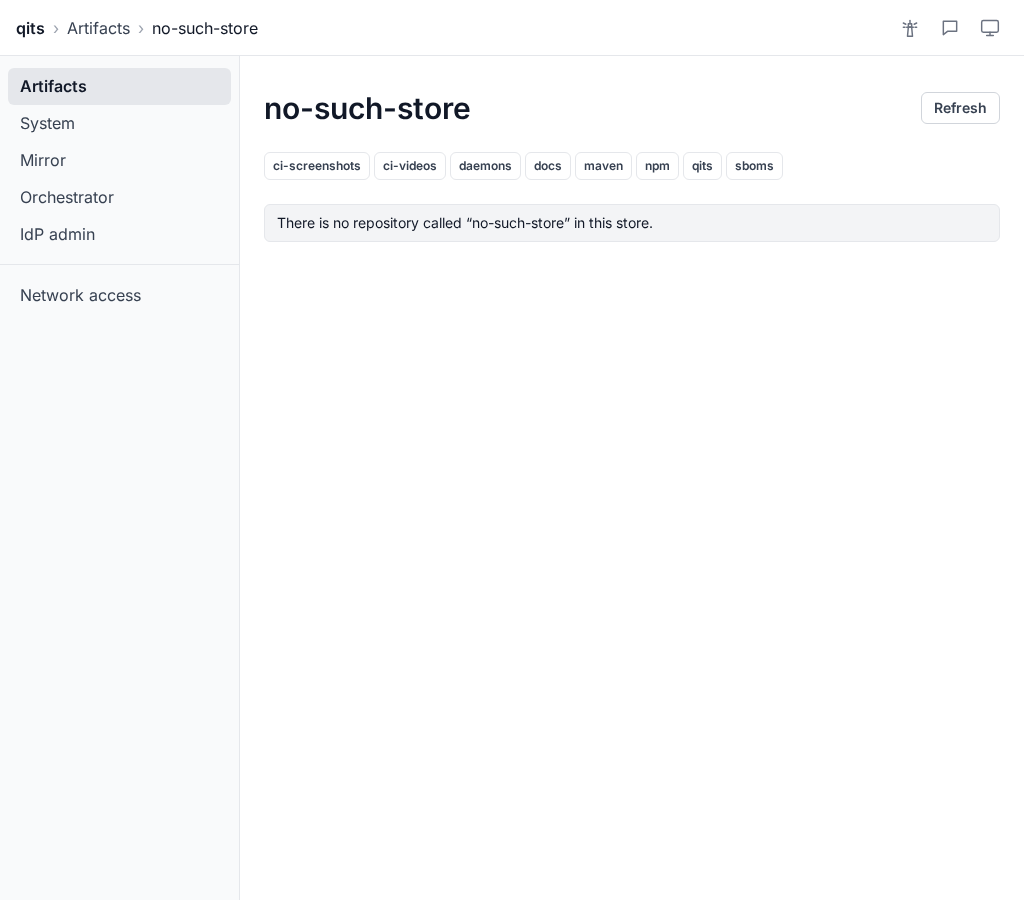 qits › Artifacts › no-such-store
Artifacts
System
Mirror
Orchestrator
IdP admin
Network access
no-such-store
Refresh
ci-screenshots ci-videos daemons docs maven npm qits sboms
There is no repository called “no-such-store” in this store.